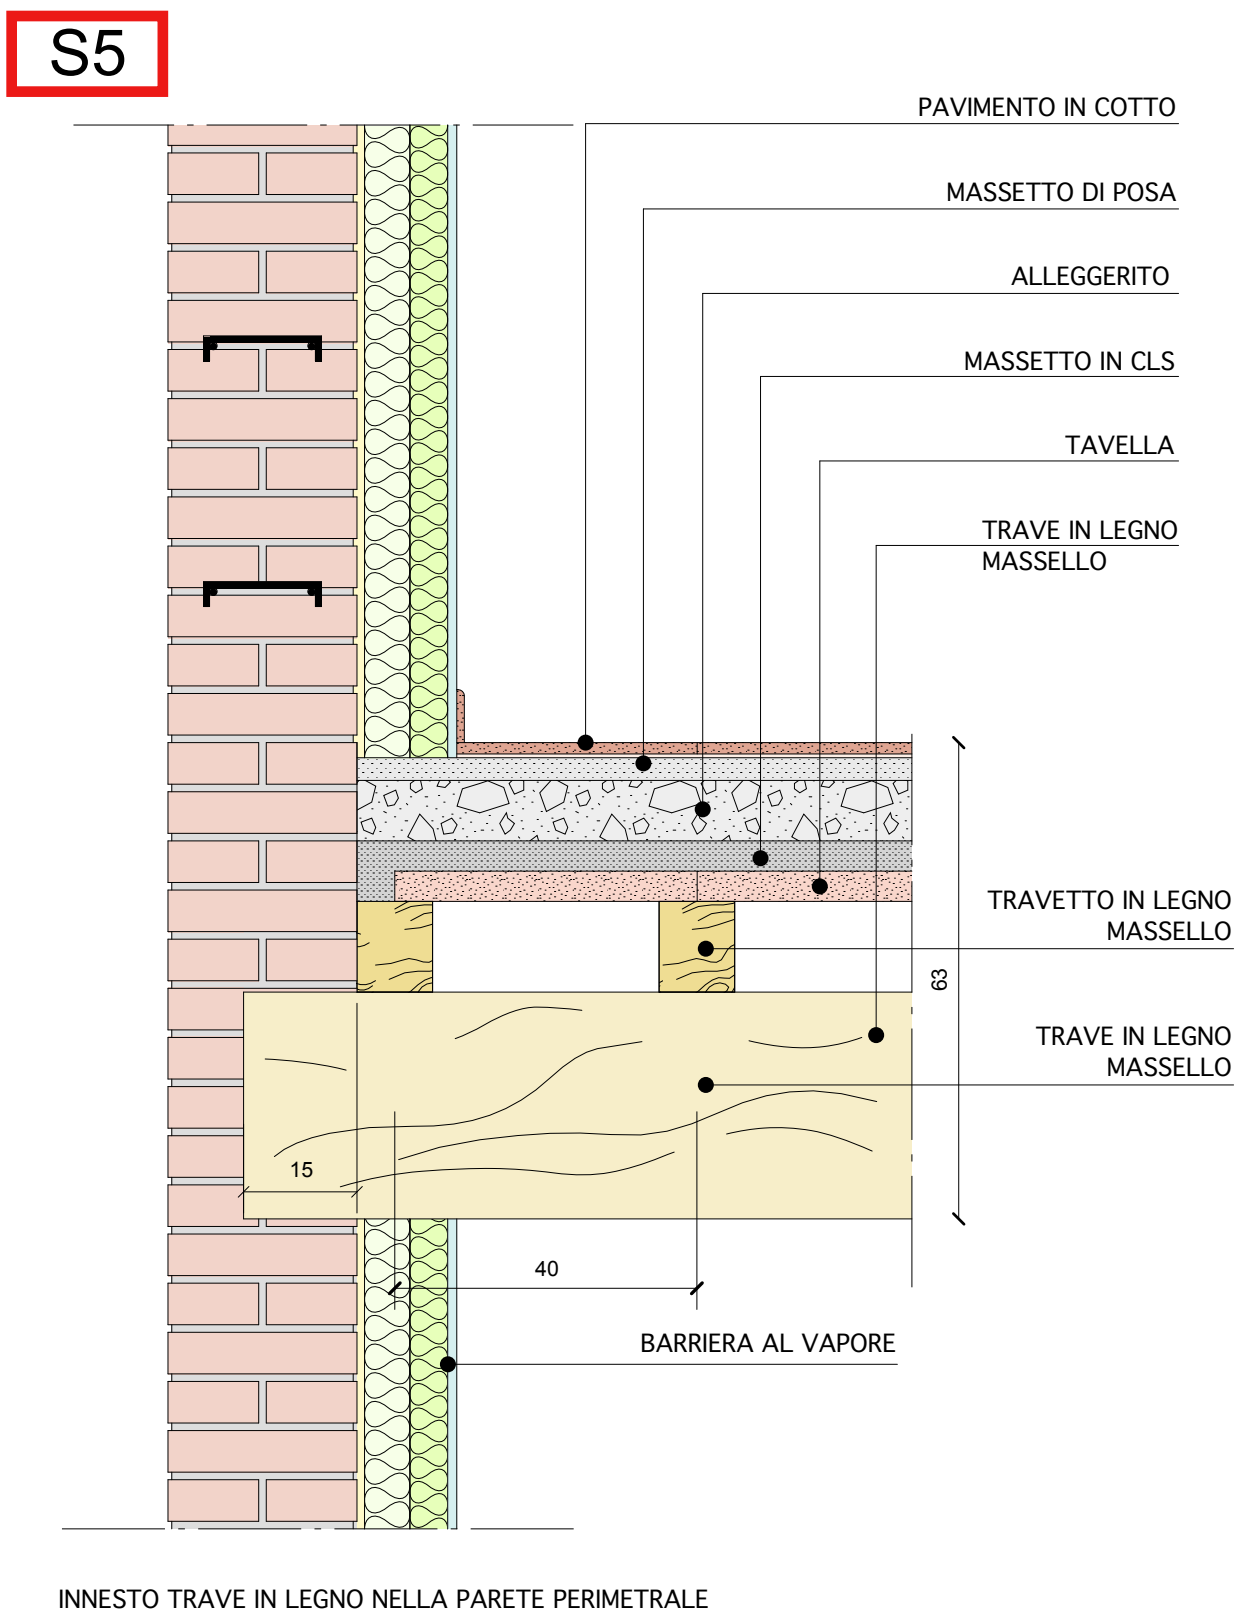 S5
PAVIMENTO IN COTTO
MASSETTO DI POSA
ALLEGGERITO
MASSETTO IN CLS
TAVELLA
TRAVE IN LEGNO
MASSELLO
TRAVETTO IN LEGNO
MASSELLO
63
TRAVE IN LEGNO
MASSELLO
15
40
BARRIERA AL VAPORE
INNESTO TRAVE IN LEGNO NELLA PARETE PERIMETRALE